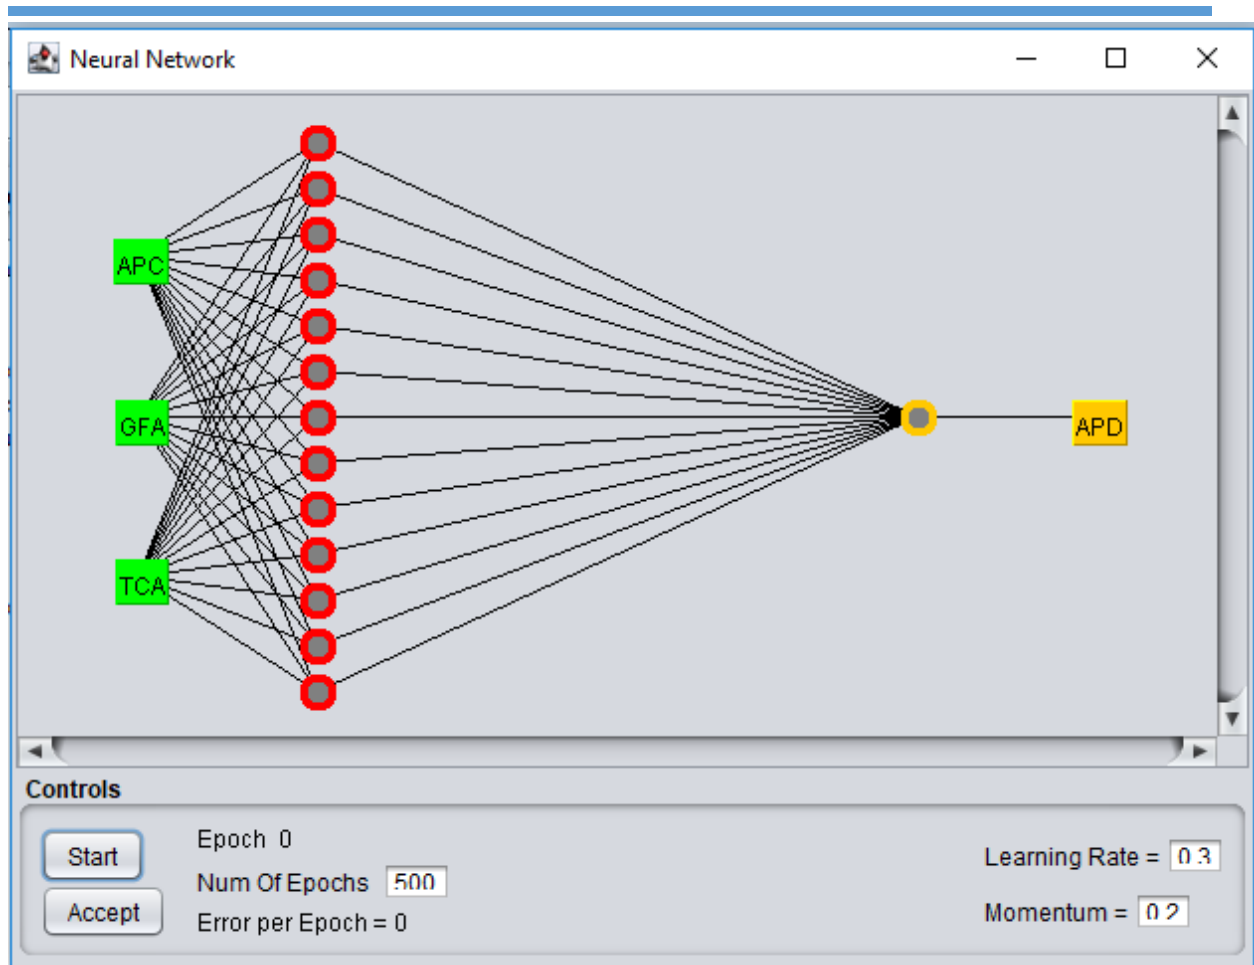 Neural Network
APC
GFA
APD
TCA
Controls
Start
Epoch 0
Num Of Epochs 500
Accept
Error per Epoch = 0
Learning Rate = 0.3
Momentum = 0.2